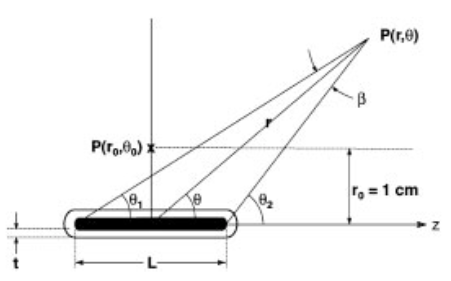 P(r,θ)
β
r
P(r₀,θ₀)
θ₁
θ
θ₂
r₀ = 1 cm
z
t
L